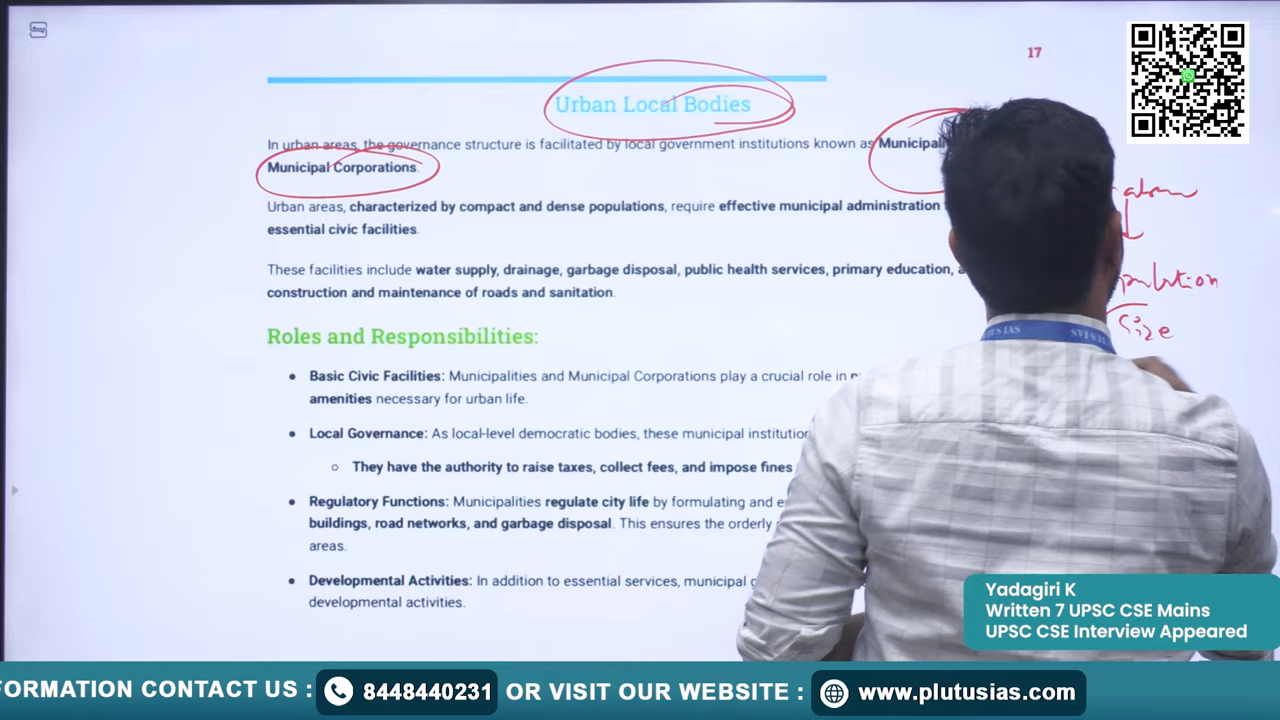 17
Urban Local Bodies
In urban areas, the governance structure is facilitated by local government institutions known as
Municipal Corporations.
Urban areas, characterized by compact and dense populations, require effective municipal administration
essential civic facilities.
These facilities include water supply, drainage, garbage disposal, public health services, primary education,
construction and maintenance of roads and sanitation.
Size
Roles and Responsibilities:
• Basic Civic Facilities: Municipalities and Municipal Corporations play a crucial role in
amenities necessary for urban life.
• Local Governance: As local-level democratic bodies, these municipal
○ They have the authority to raise taxes, collect fees, and impose fines
• Regulatory Functions: Municipalities regulate city life by formulating and
buildings, road networks, and garbage disposal. This ensures the orderly
areas.
• Developmental Activities: In addition to essential services, municipal
developmental activities.
Yadagiri K
Written 7 UPSC CSE Mains
UPSC CSE Interview Appeared
FORMATION CONTACT US : 8448440231 OR VISIT OUR WEBSITE : www.plutusias.com